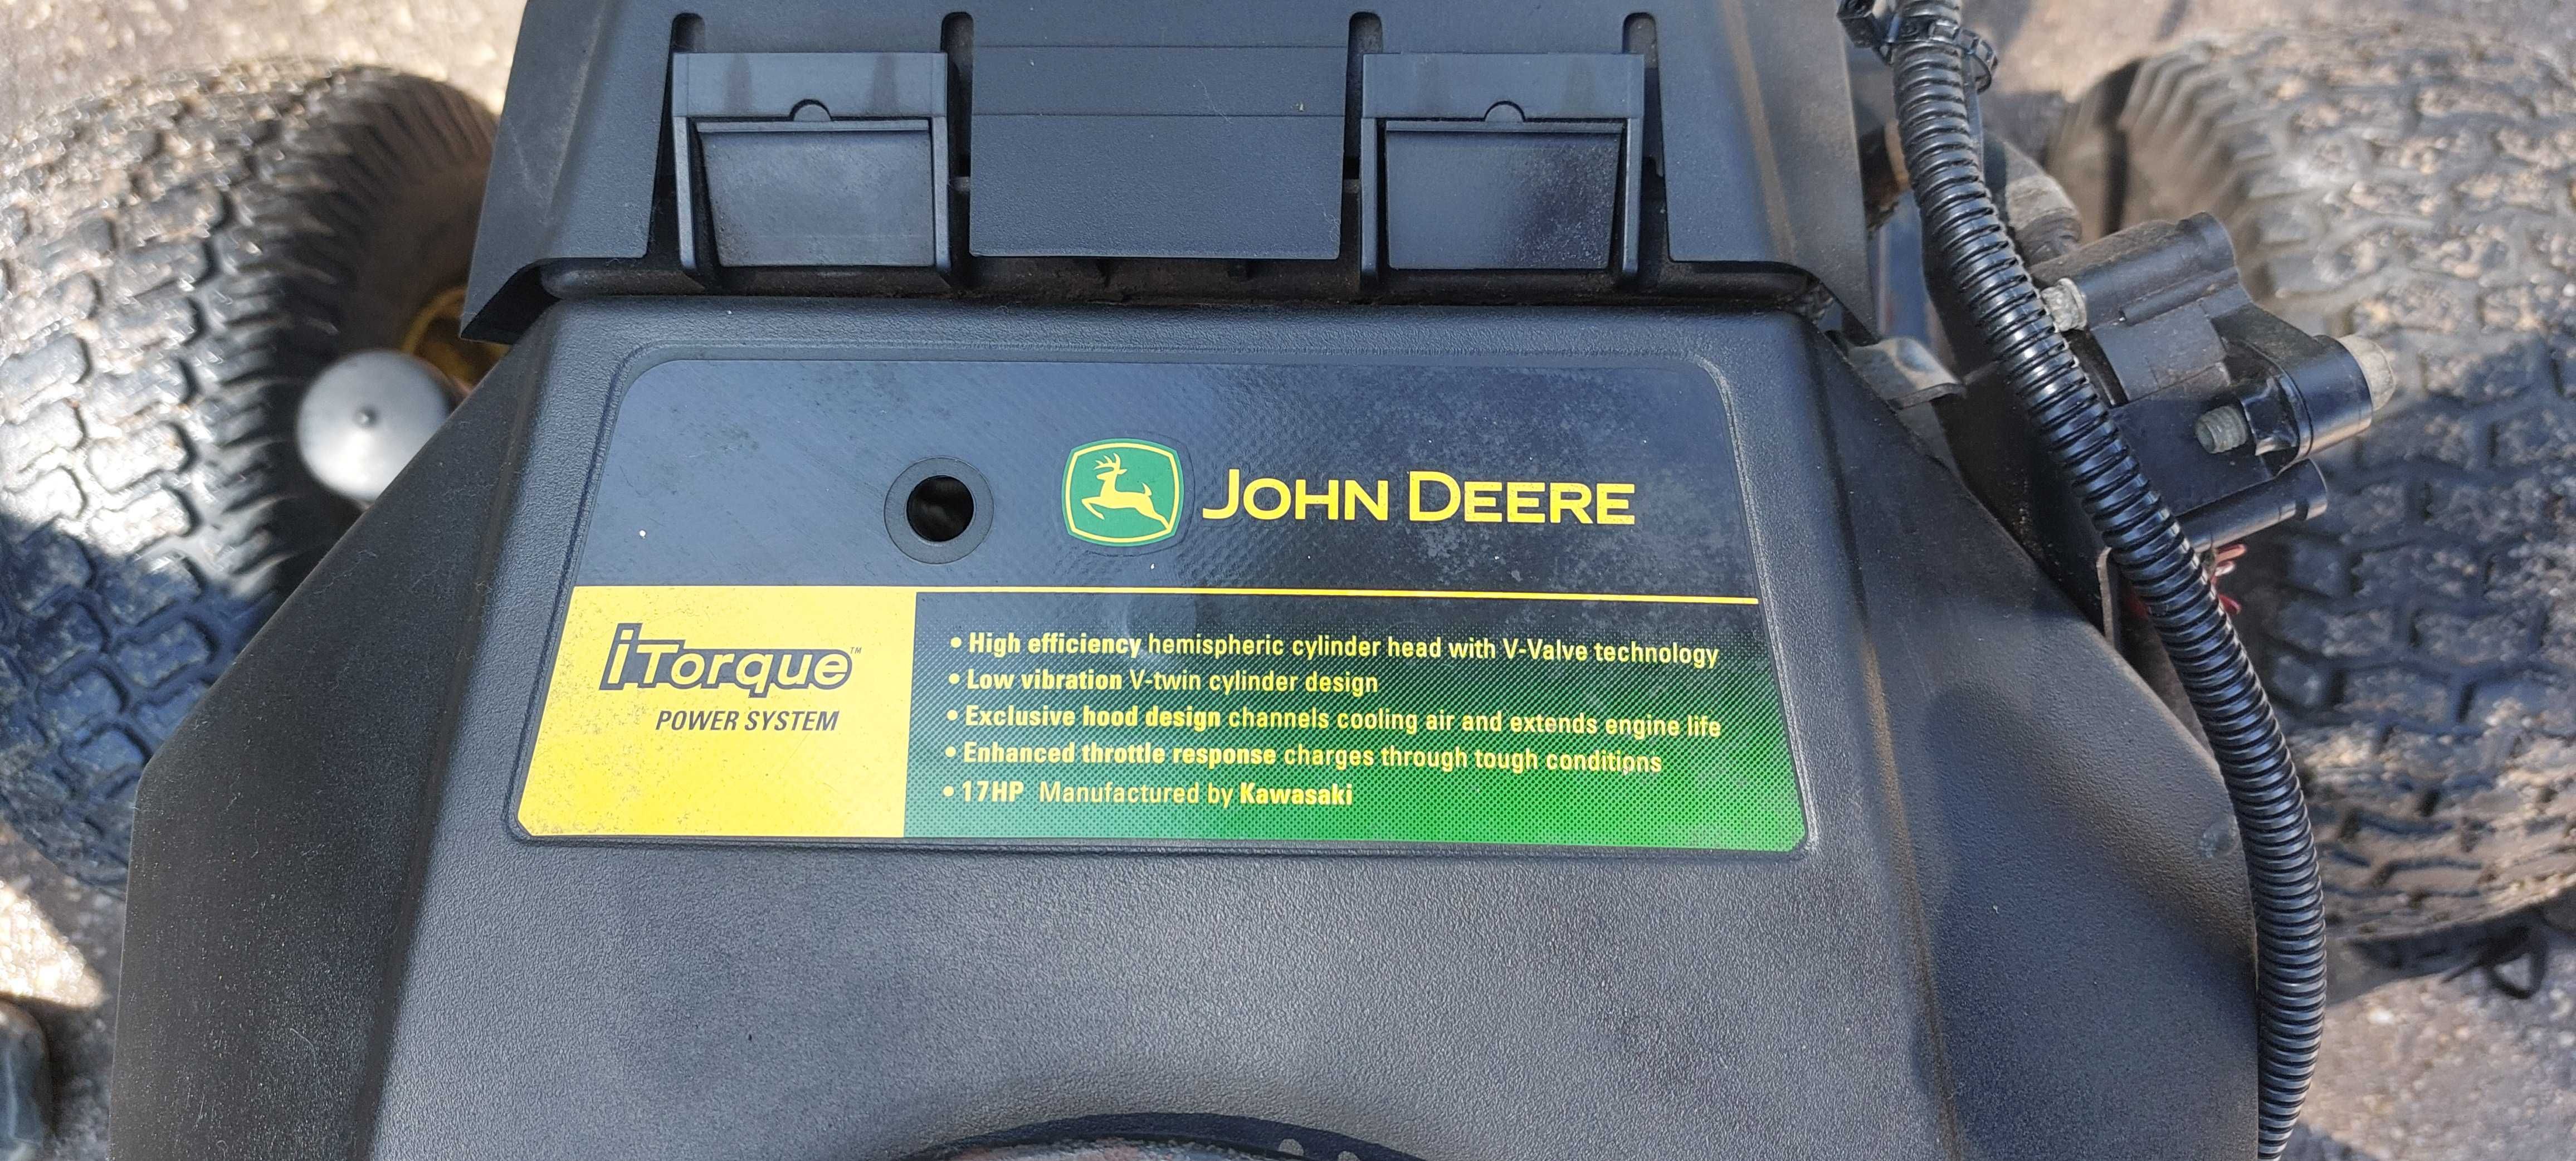 JOHN DEERE
iTorque™
POWER SYSTEM
• High efficiency hemispheric cylinder head with V-Valve technology
• Low vibration V-twin cylinder design
• Exclusive hood design channels cooling air and extends engine life
• Enhanced throttle response charges through tough conditions
• 17HP Manufactured by Kawasaki